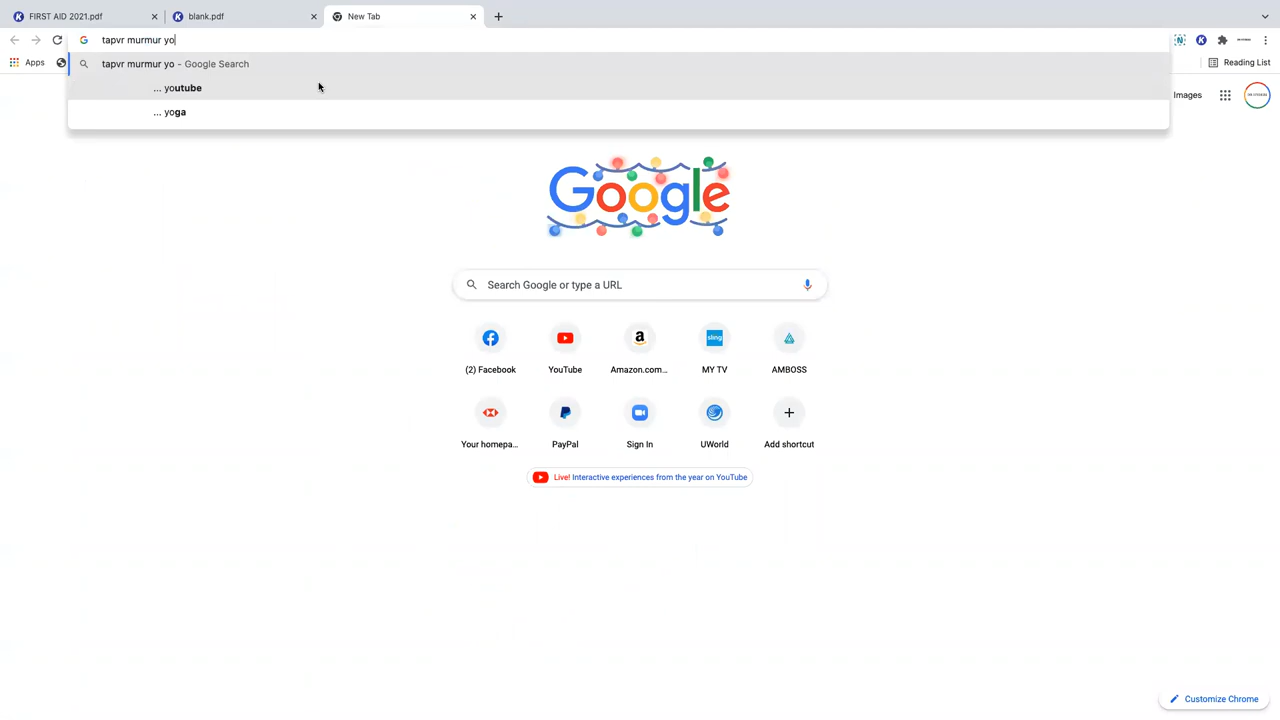 FIRST AID 2021.pdf
blank.pdf
New Tab
tapvr murmur yo
Apps
Reading List
tapvr murmur yo - Google Search
... youtube
... yoga
Images
Google
Search Google or type a URL
(2) Facebook
YouTube
Amazon.com...
MY TV
AMBOSS
Your homepa...
PayPal
Sign In
UWorld
Add shortcut
Live! Interactive experiences from the year on YouTube
Customize Chrome